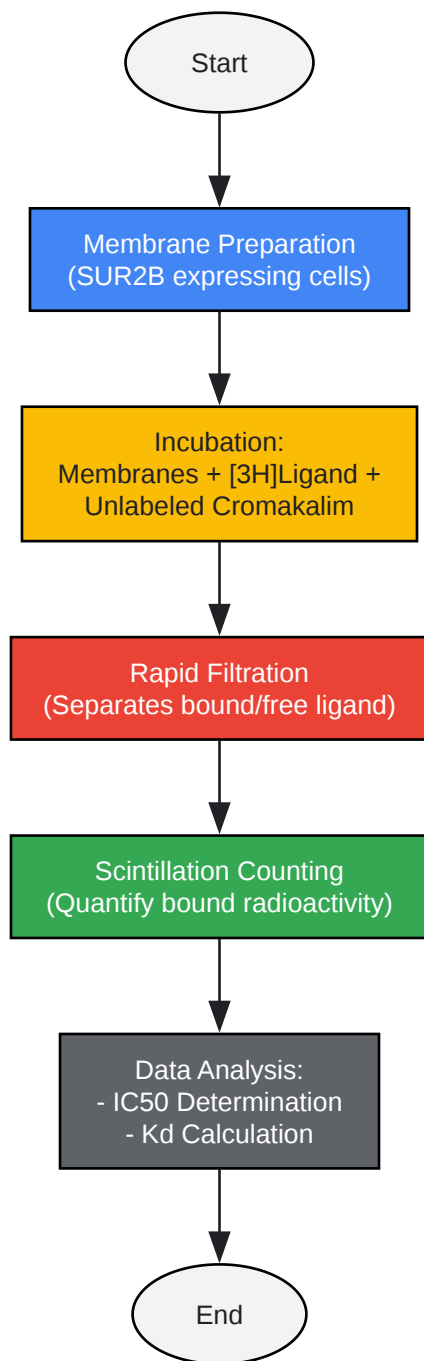 Start
Membrane Preparation
(SUR2B expressing cells)
Incubation:
Membranes + [3H]Ligand +
Unlabeled Cromakalim
Rapid Filtration
(Separates bound/free ligand)
Scintillation Counting
(Quantify bound radioactivity)
Data Analysis:
- IC50 Determination
- Kd Calculation
End